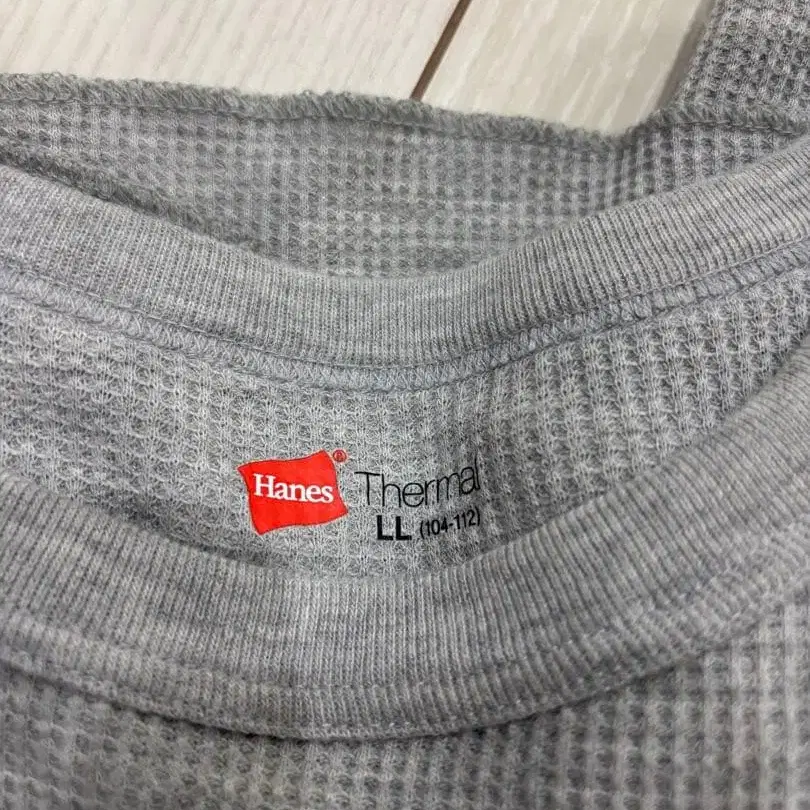 Hanes® Thermal
LL (104-112)